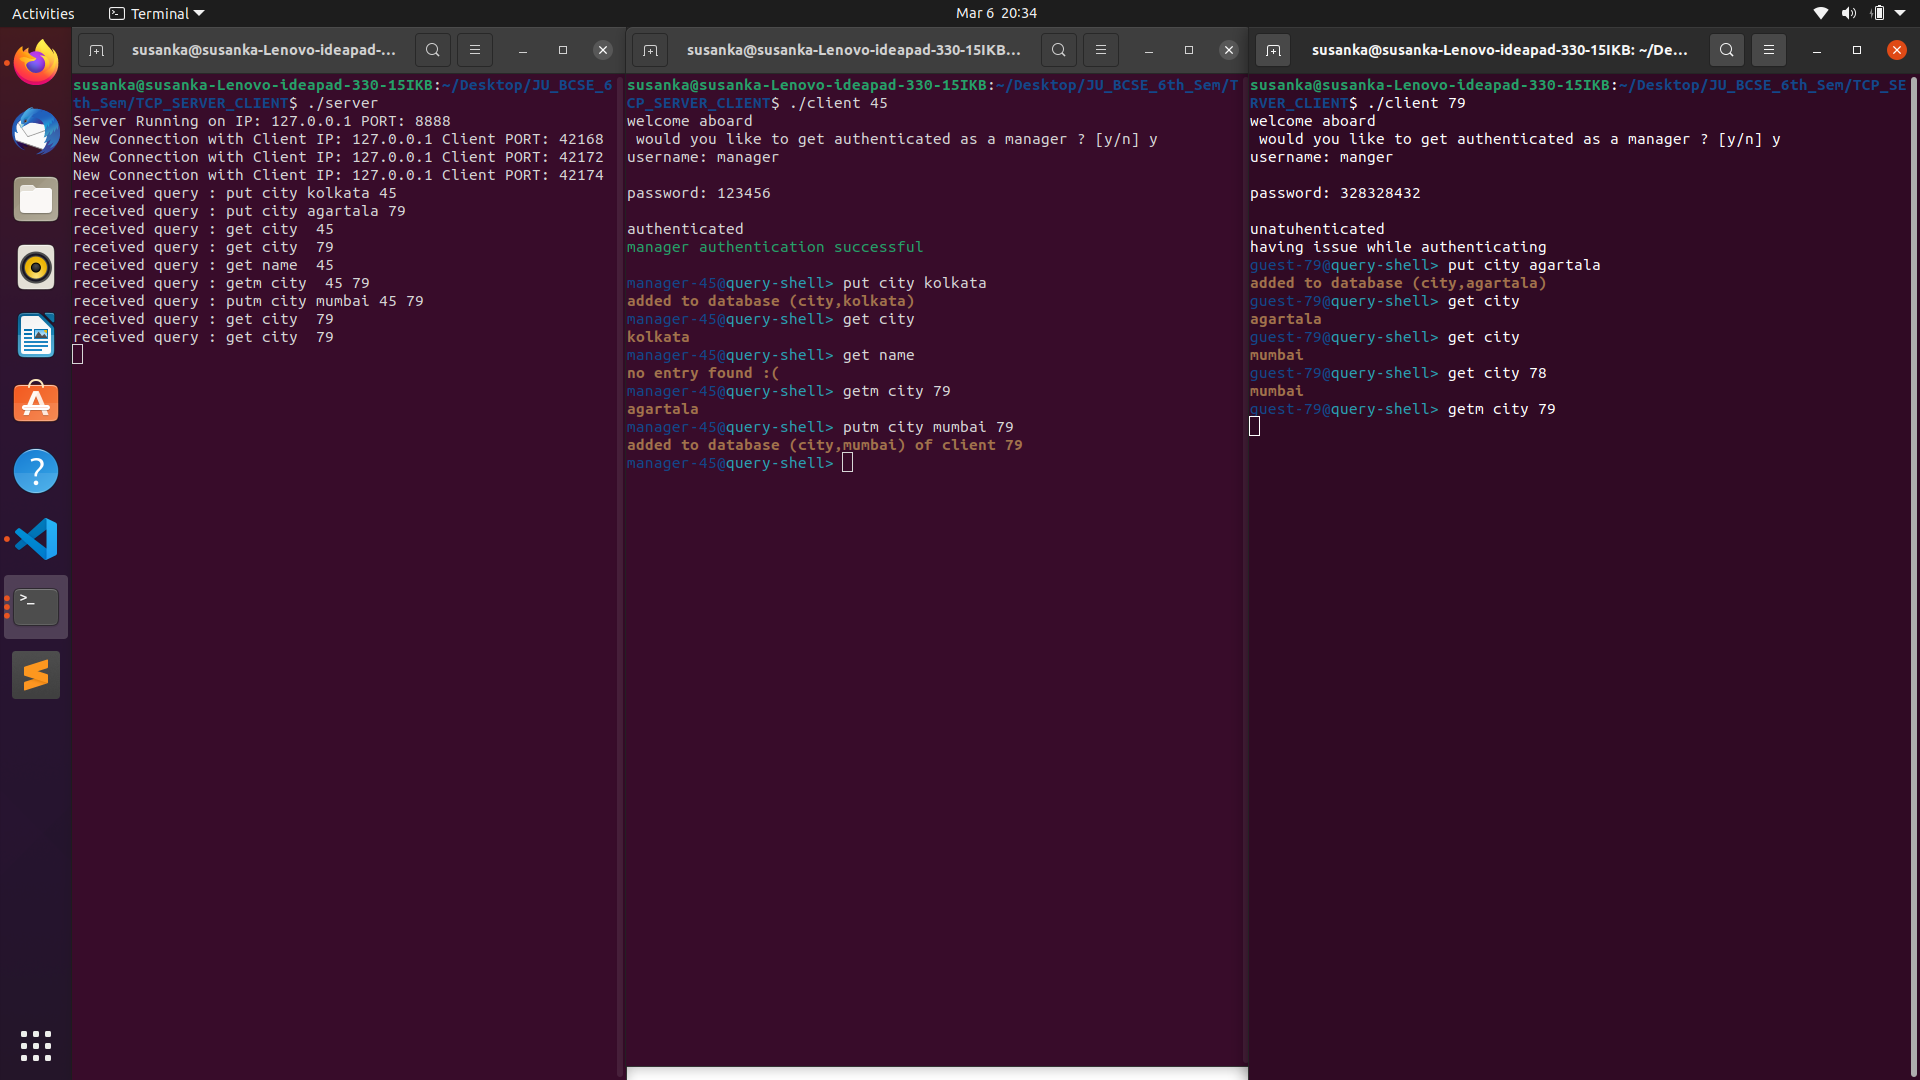 Activities
Terminal
Mar 6 20:34
susanka@susanka-Lenovo-ideapad-...
susanka@susanka-Lenovo-ideapad-330-15IKB:~/Desktop/JU_BCSE_6
th_Sem/TCP_SERVER_CLIENT$ ./server
Server Running on IP: 127.0.0.1 PORT: 8888
New Connection with Client IP: 127.0.0.1 Client PORT: 42168
New Connection with Client IP: 127.0.0.1 Client PORT: 42172
New Connection with Client IP: 127.0.0.1 Client PORT: 42174
received query : put city kolkata 45
received query : put city agartala 79
received query : get city  45
received query : get city  79
received query : get name  45
received query : getm city  45 79
received query : putm city mumbai 45 79
received query : get city  79
received query : get city  79
susanka@susanka-Lenovo-ideapad-330-15IKB...
susanka@susanka-Lenovo-ideapad-330-15IKB:~/Desktop/JU_BCSE_6th_Sem/T
CP_SERVER_CLIENT$ ./client 45
welcome aboard
 would you like to get authenticated as a manager ? [y/n] y
username: manager
password: 123456
authenticated
manager authentication successful
manager-45@query-shell> put city kolkata
added to database (city,kolkata)
manager-45@query-shell> get city
kolkata
manager-45@query-shell> get name
no entry found :(
manager-45@query-shell> getm city 79
agartala
manager-45@query-shell> putm city mumbai 79
added to database (city,mumbai) of client 79
manager-45@query-shell>
susanka@susanka-Lenovo-ideapad-330-15IKB: ~/De...
susanka@susanka-Lenovo-ideapad-330-15IKB:~/Desktop/JU_BCSE_6th_Sem/TCP_SE
RVER_CLIENT$ ./client 79
welcome aboard
 would you like to get authenticated as a manager ? [y/n] y
username: manger
password: 328328432
unatuhenticated
having issue while authenticating
guest-79@query-shell> put city agartala
added to database (city,agartala)
guest-79@query-shell> get city
agartala
guest-79@query-shell> get city
mumbai
guest-79@query-shell> get city 78
mumbai
guest-79@query-shell> getm city 79